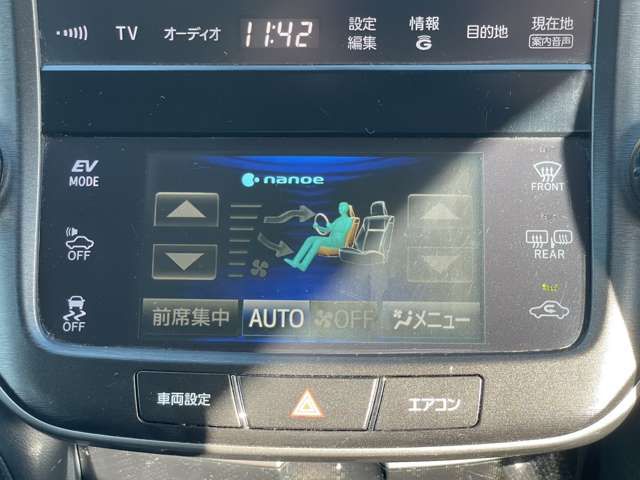 TV オーディオ 11:42 設定編集 情報 G 目的地 現在地 案内音声
EV MODE
nanoe
FRONT
OFF
REAR
OFF
前席集中 AUTO OFF メニュー
車両設定 エアコン